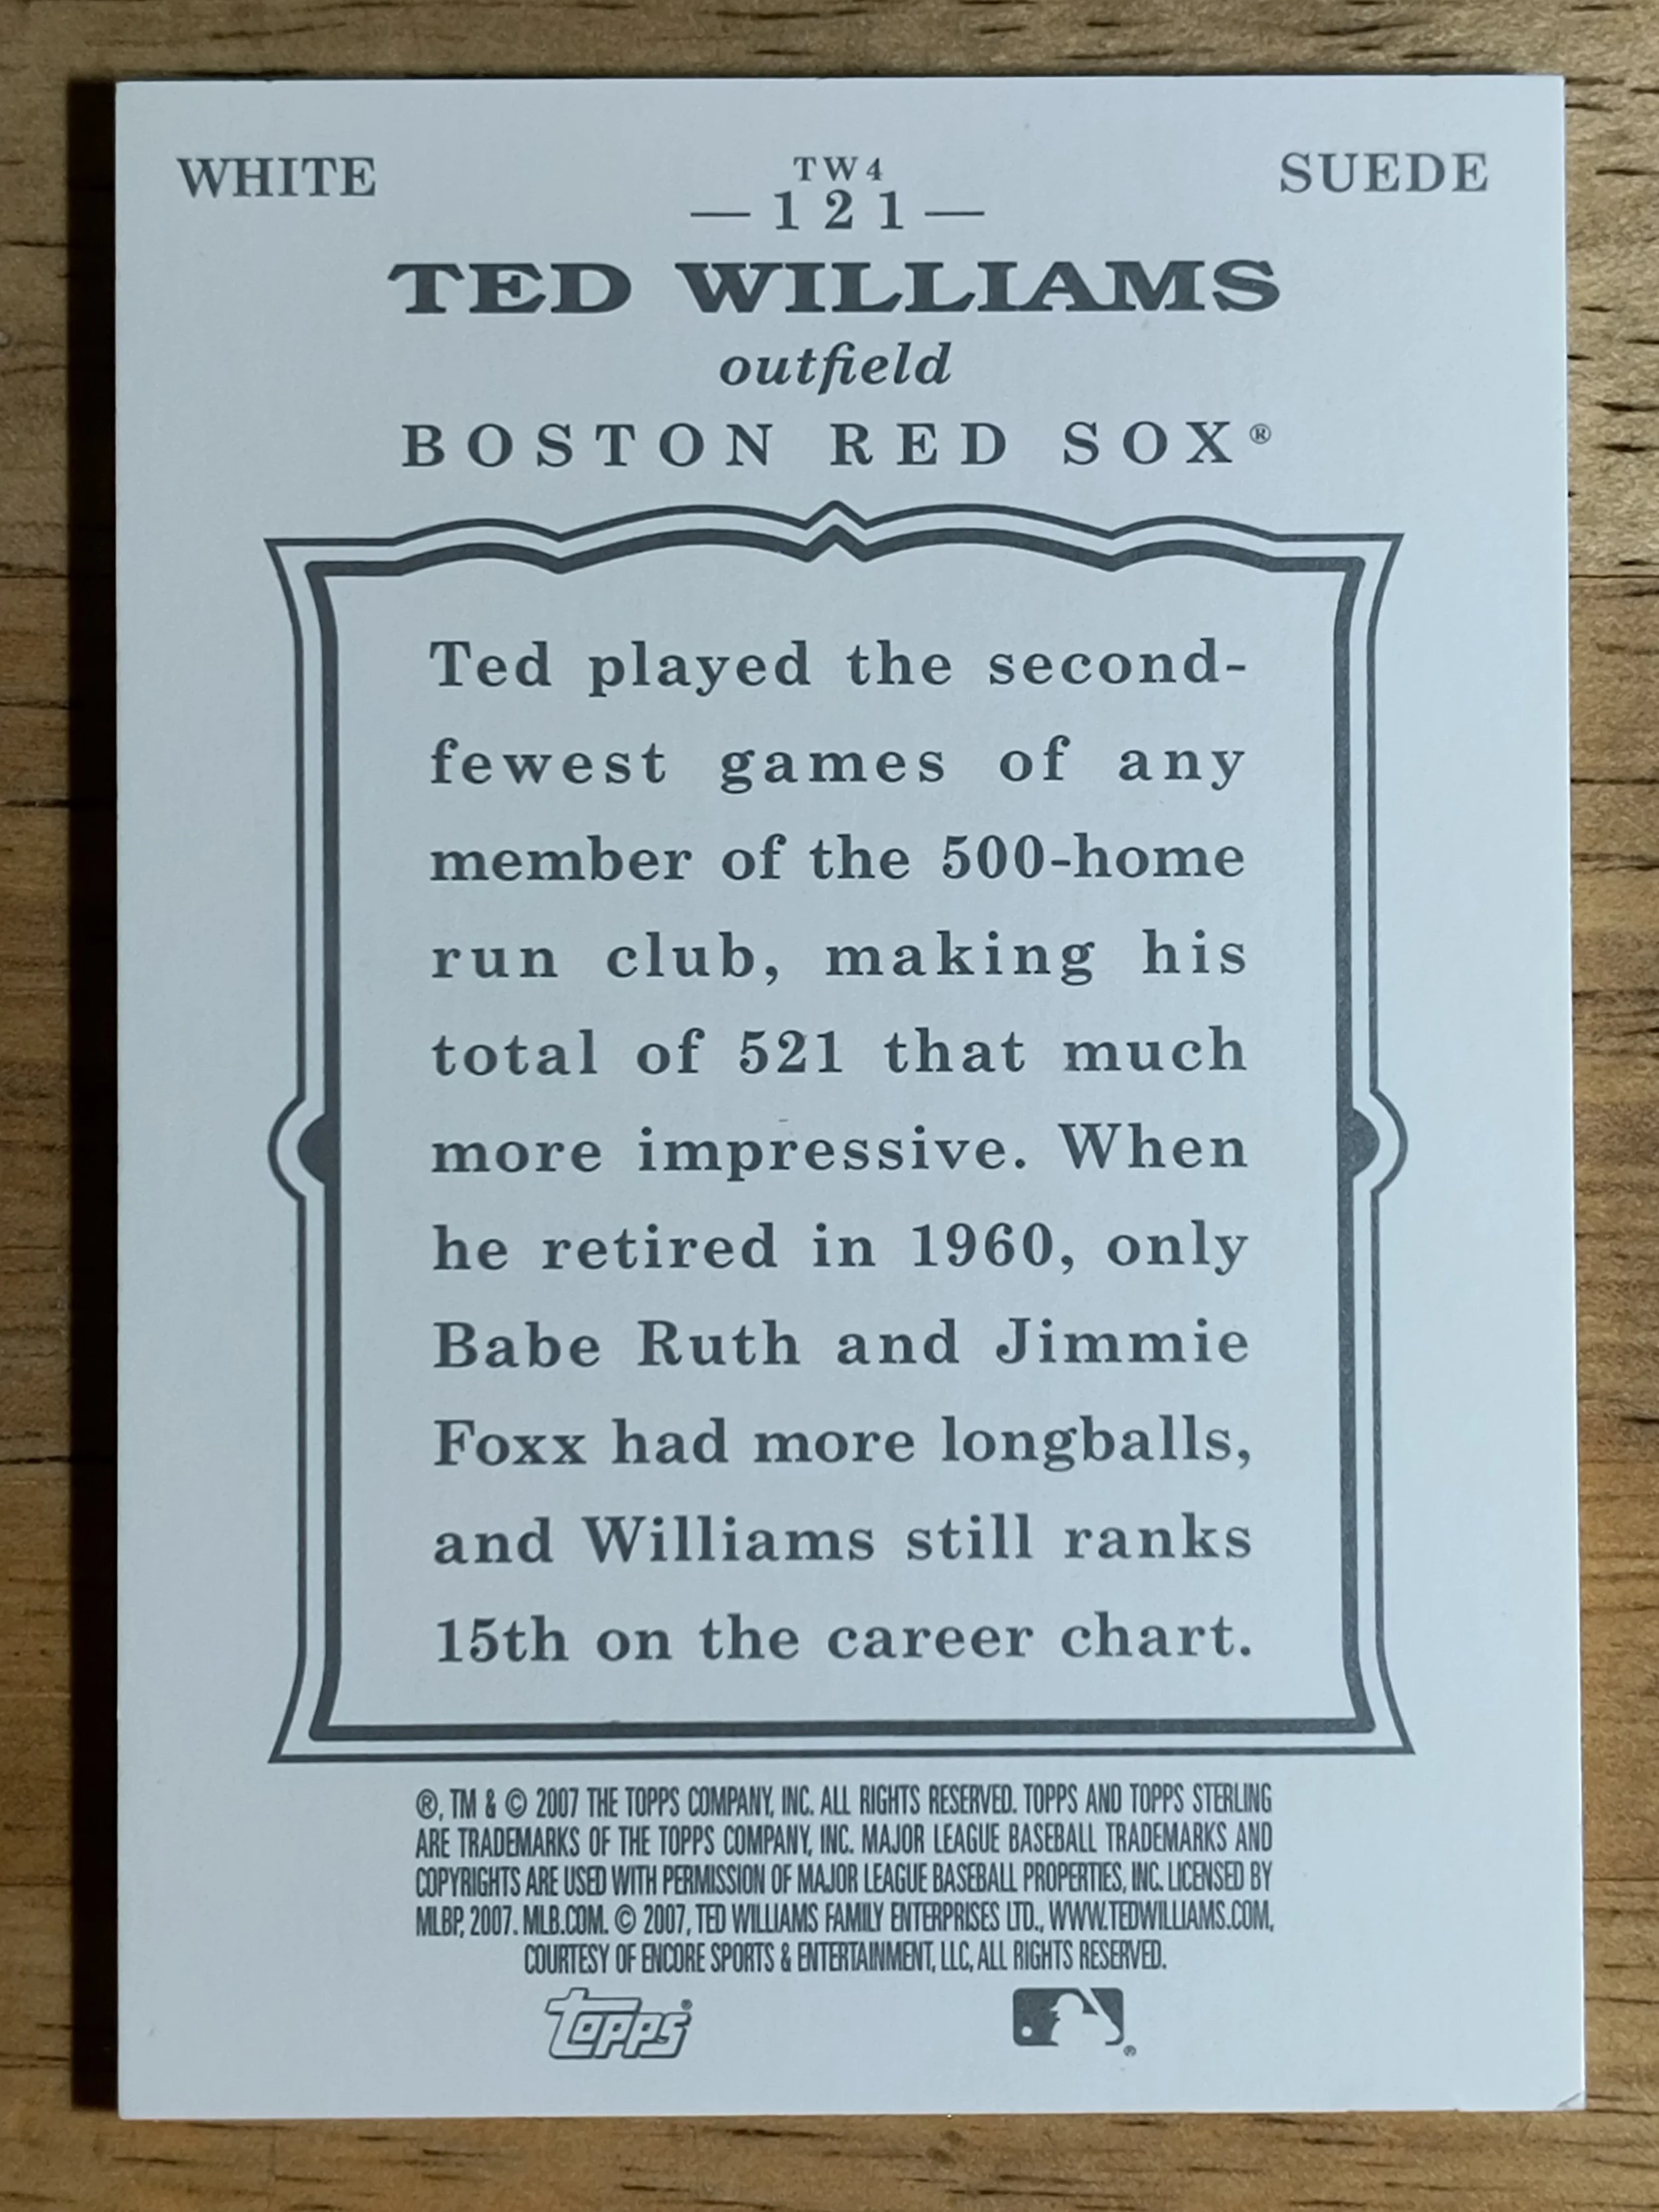 WHITE
TW4
SUEDE
—121—
TED WILLIAMS
outfield
BOSTON RED SOX®
Ted played the second-
fewest games of any
member of the 500-home
run club, making his
total of 521 that much
more impressive. When
he retired in 1960, only
Babe Ruth and Jimmie
Foxx had more longballs,
and Williams still ranks
15th on the career chart.
®, TM & © 2007 THE TOPPS COMPANY, INC. ALL RIGHTS RESERVED. TOPPS AND TOPPS STERLING
ARE TRADEMARKS OF THE TOPPS COMPANY, INC. MAJOR LEAGUE BASEBALL TRADEMARKS AND
COPYRIGHTS ARE USED WITH PERMISSION OF MAJOR LEAGUE BASEBALL PROPERTIES, INC. LICENSED BY
MLBP, 2007. MLB.COM. © 2007, TED WILLIAMS FAMILY ENTERPRISES LTD., WWW.TEDWILLIAMS.COM,
COURTESY OF ENCORE SPORTS & ENTERTAINMENT, LLC, ALL RIGHTS RESERVED.
Topps® ®